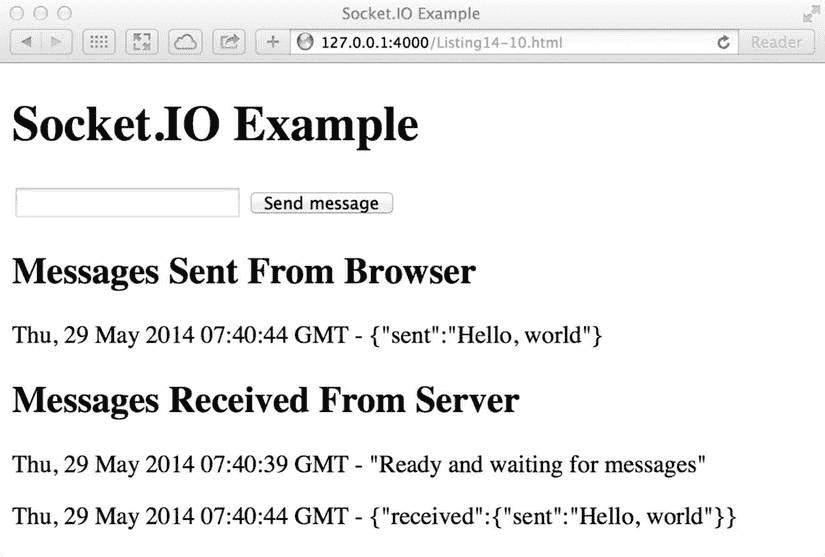 Socket.IO Example
127.0.0.1:4000/Listing14-10.html
Reader
Socket.IO Example
Send message
Messages Sent From Browser
Thu, 29 May 2014 07:40:44 GMT - {"sent":"Hello, world"}
Messages Received From Server
Thu, 29 May 2014 07:40:39 GMT - "Ready and waiting for messages"
Thu, 29 May 2014 07:40:44 GMT - {"received":{"sent":"Hello, world"}}